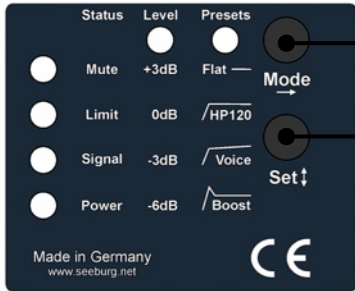 Status Level Presets
Mute +3dB Flat
Mode
Limit 0dB HP120
Signal -3dB Voice
Set
Power -6dB Boost
Made in Germany
www.seeburg.net
CE